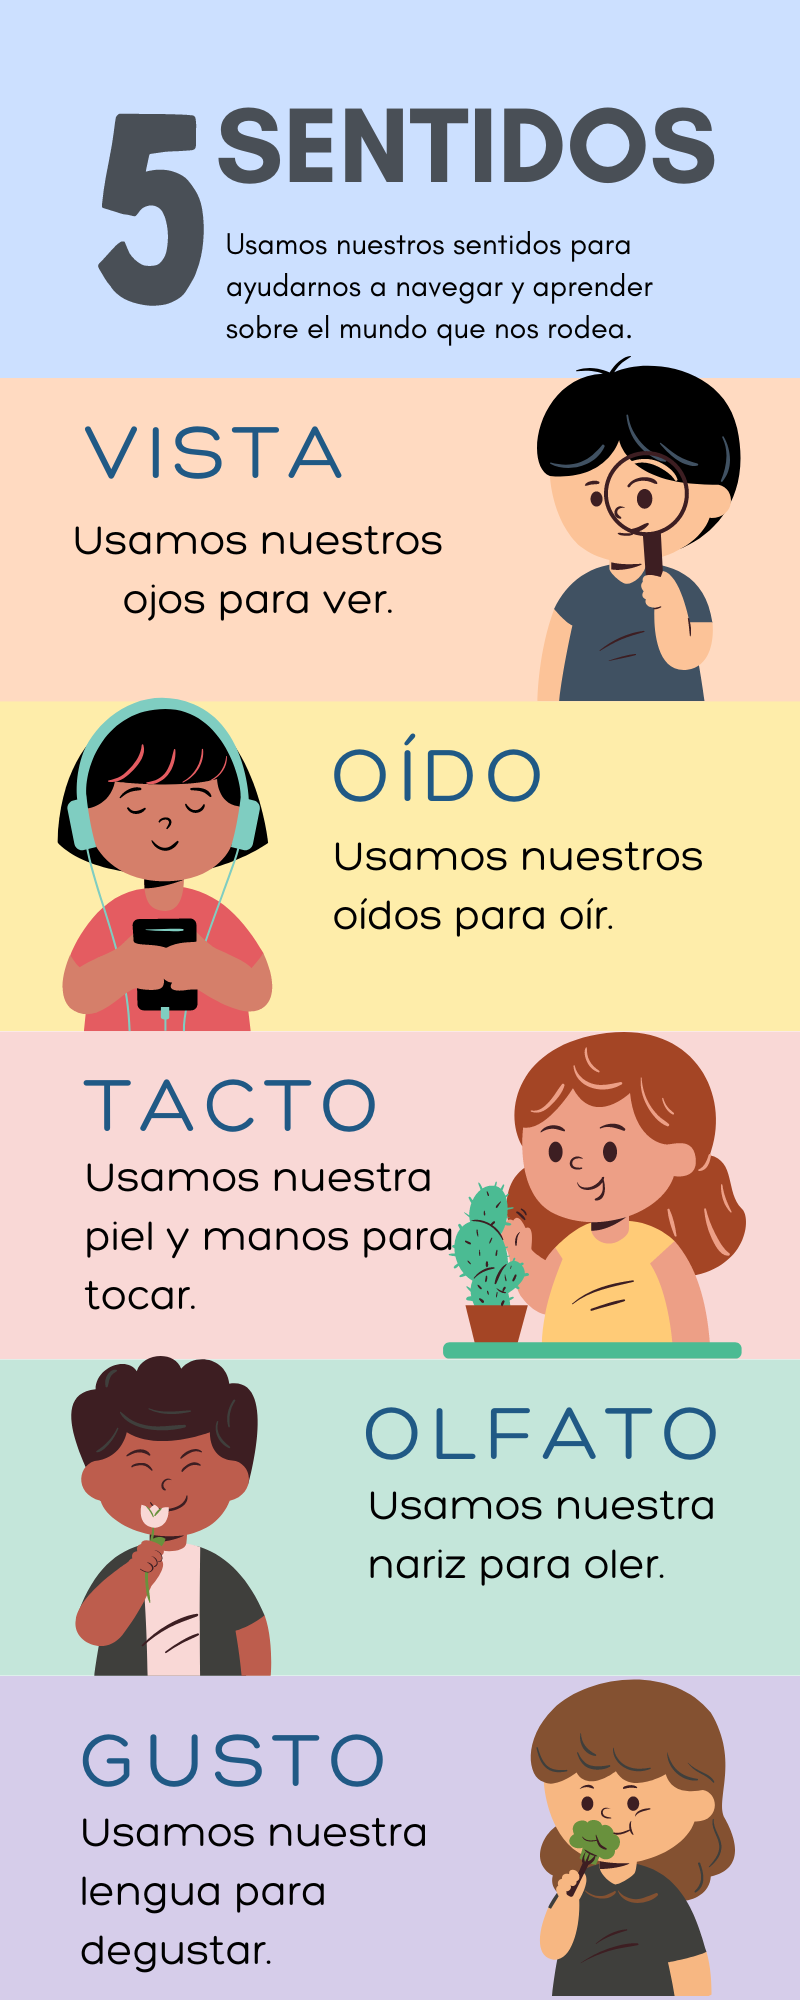 5 SENTIDOS
Usamos nuestros sentidos para
ayudarnos a navegar y aprender
sobre el mundo que nos rodea.
VISTA
Usamos nuestros
ojos para ver.
OÍDO
Usamos nuestros
oídos para oír.
TACTO
Usamos nuestra
piel y manos para
tocar.
OLFATO
Usamos nuestra
nariz para oler.
GUSTO
Usamos nuestra
lengua para
degustar.